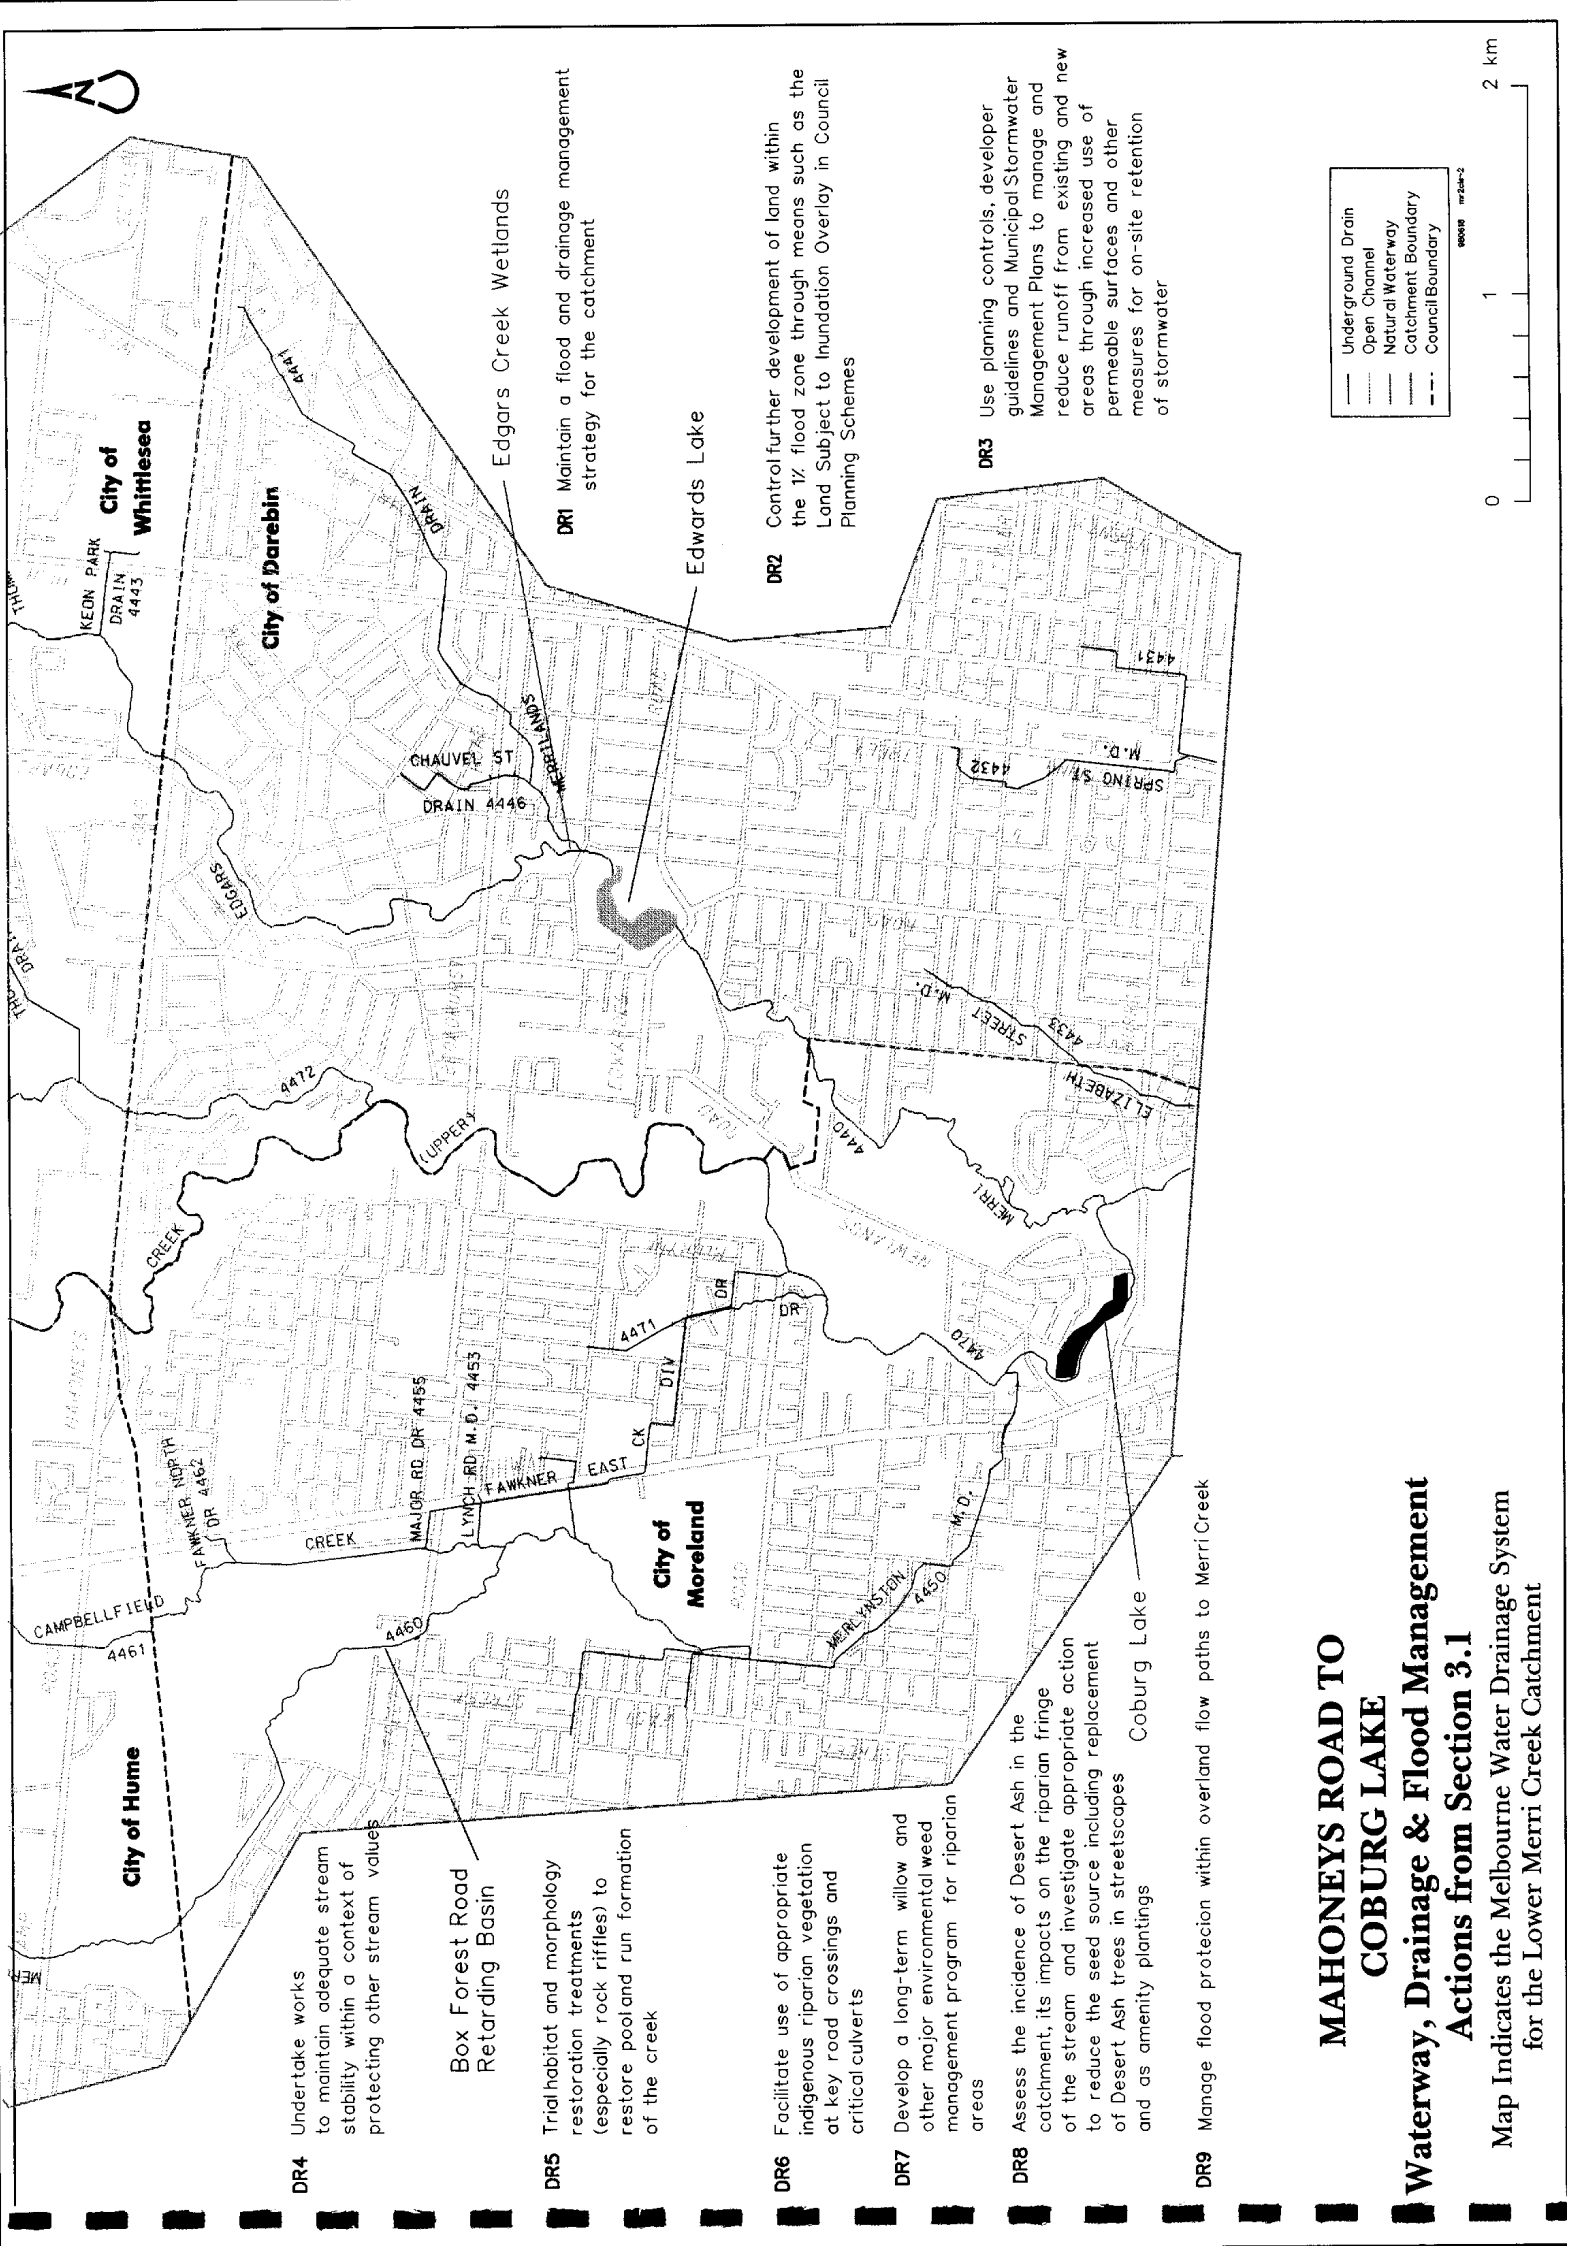 N
City of
Whittlesea
City of Darebin
City of Hume
City of
Moreland
KEON PARK
DRAIN
4443
EDGARS
4441
DRAIN
MERRILANDS
CHAUVEL ST
DRAIN 4446
4472
CREEK
(UPPER)
CAMPBELLFIELD
4461
FAWKNER NORTH
DR 4462
CREEK
MAJOR RD DR 4455
LYNCH RD M.D. 4453
FAWKNER
EAST
CK
DIV
DR
4471
DR
4460
4470
MERLYNSTON
4450
M.D.
4440
MERRI
NEWLANDS
ROAD
ELIZABETH
STREET
M.D.
4433
4432
SPRING ST
M.D.
4431
Edgars Creek Wetlands
Edwards Lake
Coburg Lake
Box Forest Road
Retarding Basin
DR1 Maintain a flood and drainage management
strategy for the catchment
DR2 Control further development of land within
the 1% flood zone through means such as the
Land Subject to Inundation Overlay in Council
Planning Schemes
DR3 Use planning controls, developer
guidelines and Municipal Stormwater
Management Plans to manage and
reduce runoff from existing and new
areas through increased use of
permeable surfaces and other
measures for on-site retention
of stormwater
DR4 Undertake works
to maintain adequate stream
stability within a context of
protecting other stream values
DR5 Trial habitat and morphology
restoration treatments
(especially rock riffles) to
restore pool and run formation
of the creek
DR6 Facilitate use of appropriate
indigenous riparian vegetation
at key road crossings and
critical culverts
DR7 Develop a long-term willow and
other major environmental weed
management program for riparian
areas
DR8 Assess the incidence of Desert Ash in the
catchment, its impacts on the riparian fringe
of the stream and investigate appropriate action
to reduce the seed source including replacement
of Desert Ash trees in streetscapes
and as amenity plantings
DR9 Manage flood protecion within overland flow paths to Merri Creek
Underground Drain
Open Channel
Natural Waterway
Catchment Boundary
Council Boundary
0 1 2 km
MAHONEYS ROAD TO
COBURG LAKE
Waterway, Drainage & Flood Management
Actions from Section 3.1
Map Indicates the Melbourne Water Drainage System
for the Lower Merri Creek Catchment